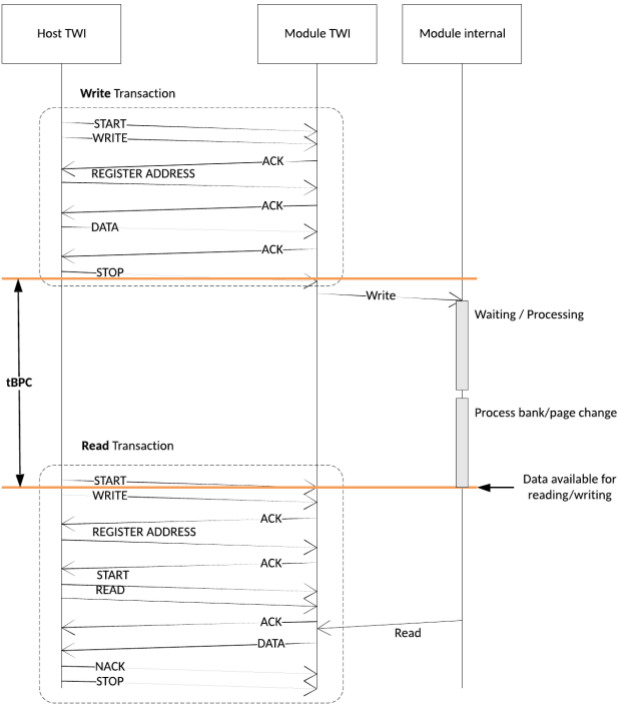 Host TWI
Module TWI
Module internal
Write Transaction
START
WRITE
ACK
REGISTER ADDRESS
ACK
DATA
ACK
STOP
Write
Waiting / Processing
tBPC
Process bank/page change
Read Transaction
START
Data available for
reading/writing
WRITE
ACK
REGISTER ADDRESS
ACK
START
READ
ACK
Read
DATA
NACK
STOP